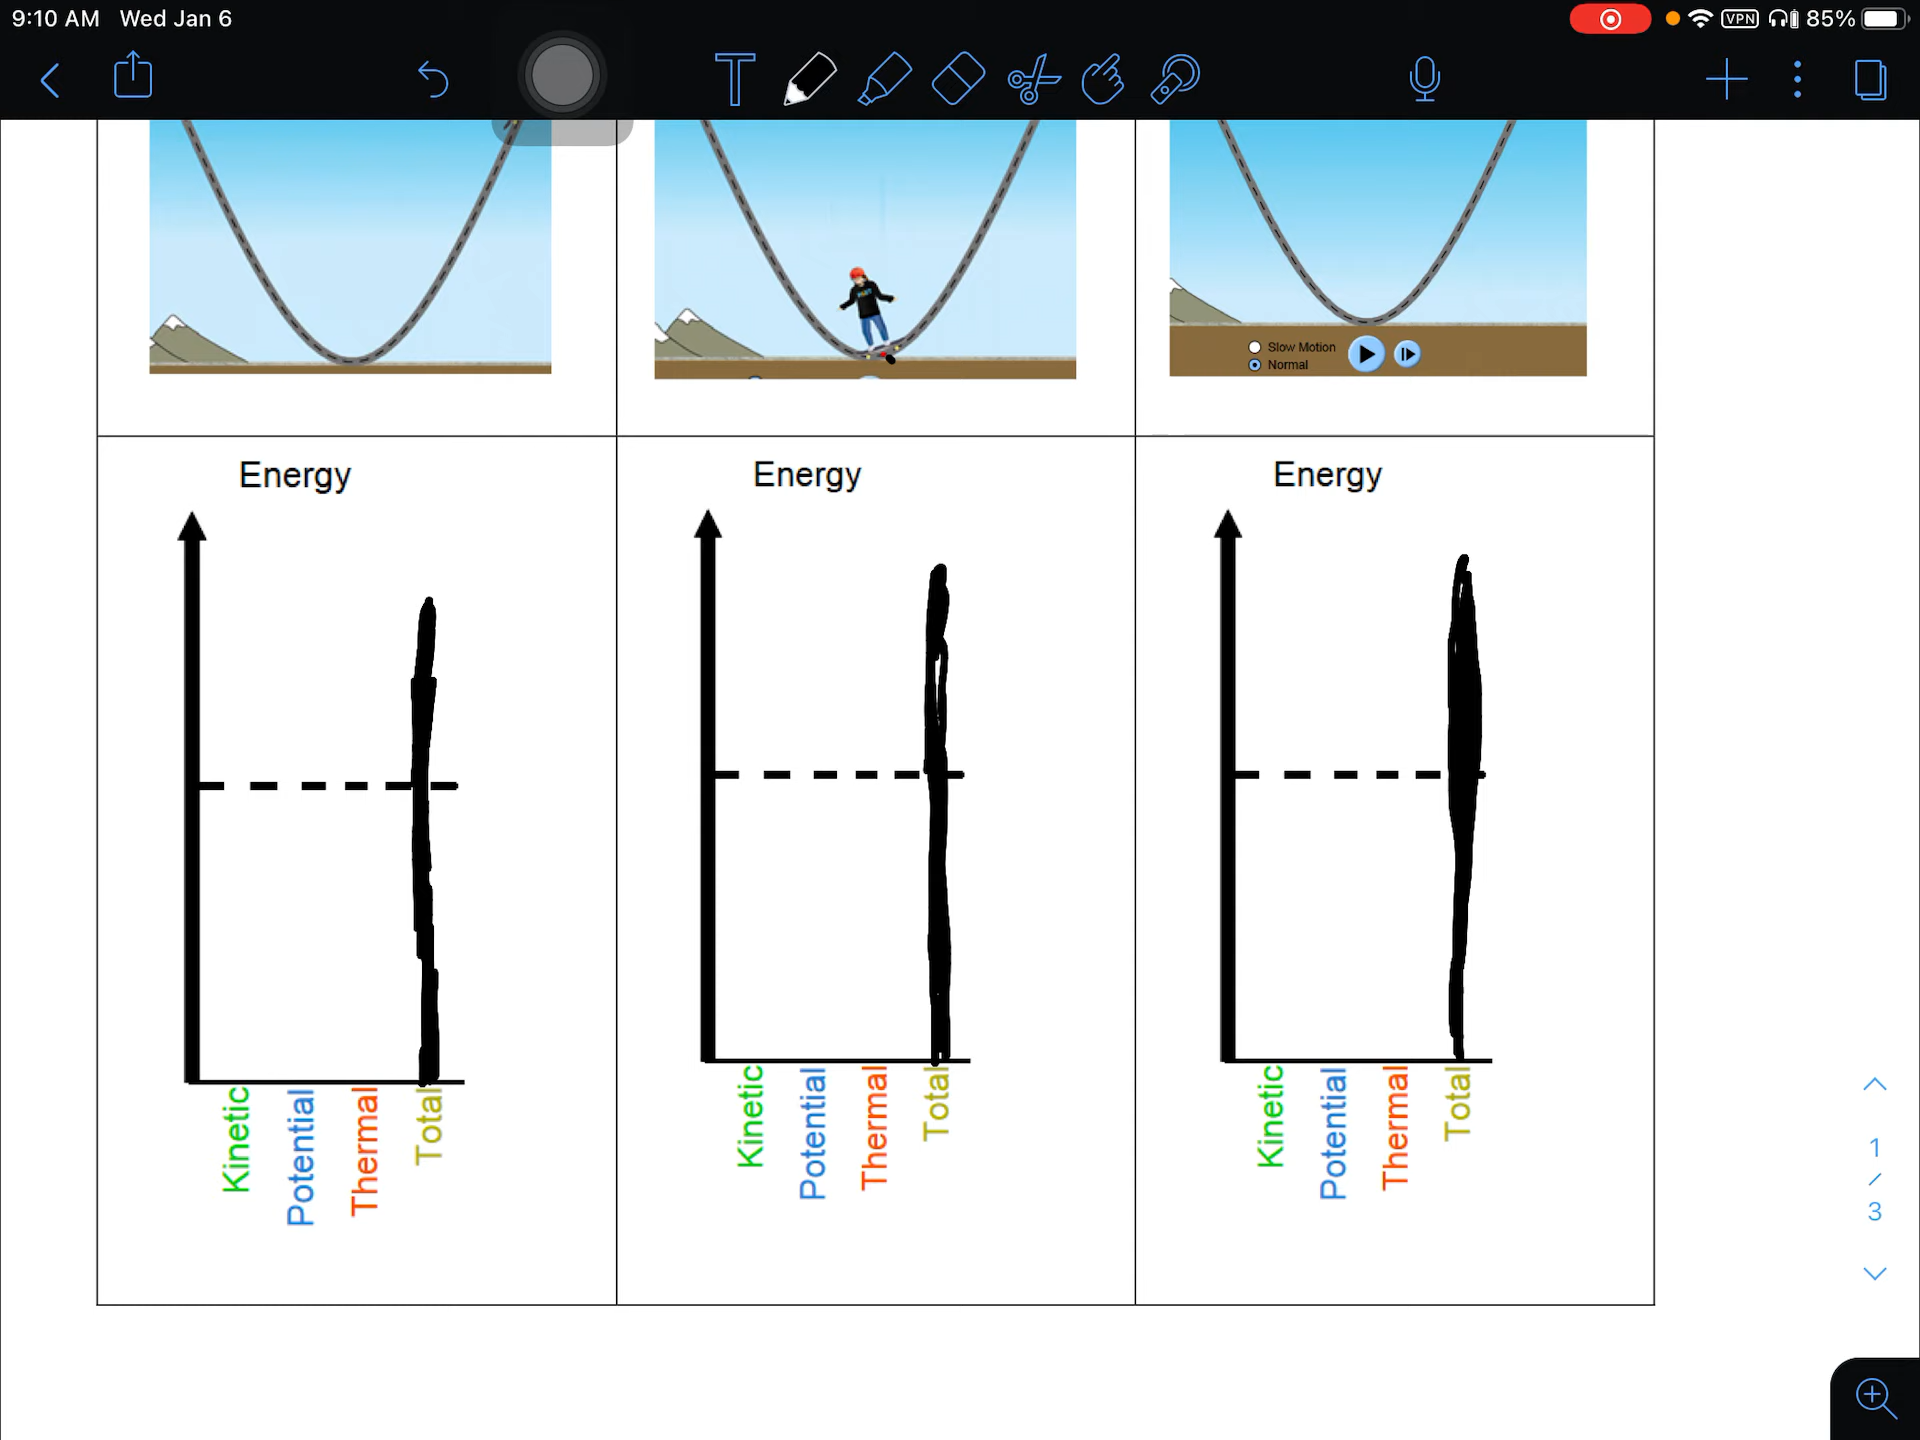 9:10 AM Wed Jan 6
VPN 85%
Slow Motion
Normal
Energy
Energy
Energy
Kinetic
Potential
Thermal
Total
Kinetic
Potential
Thermal
Total
Kinetic
Potential
Thermal
Total
1
/
3